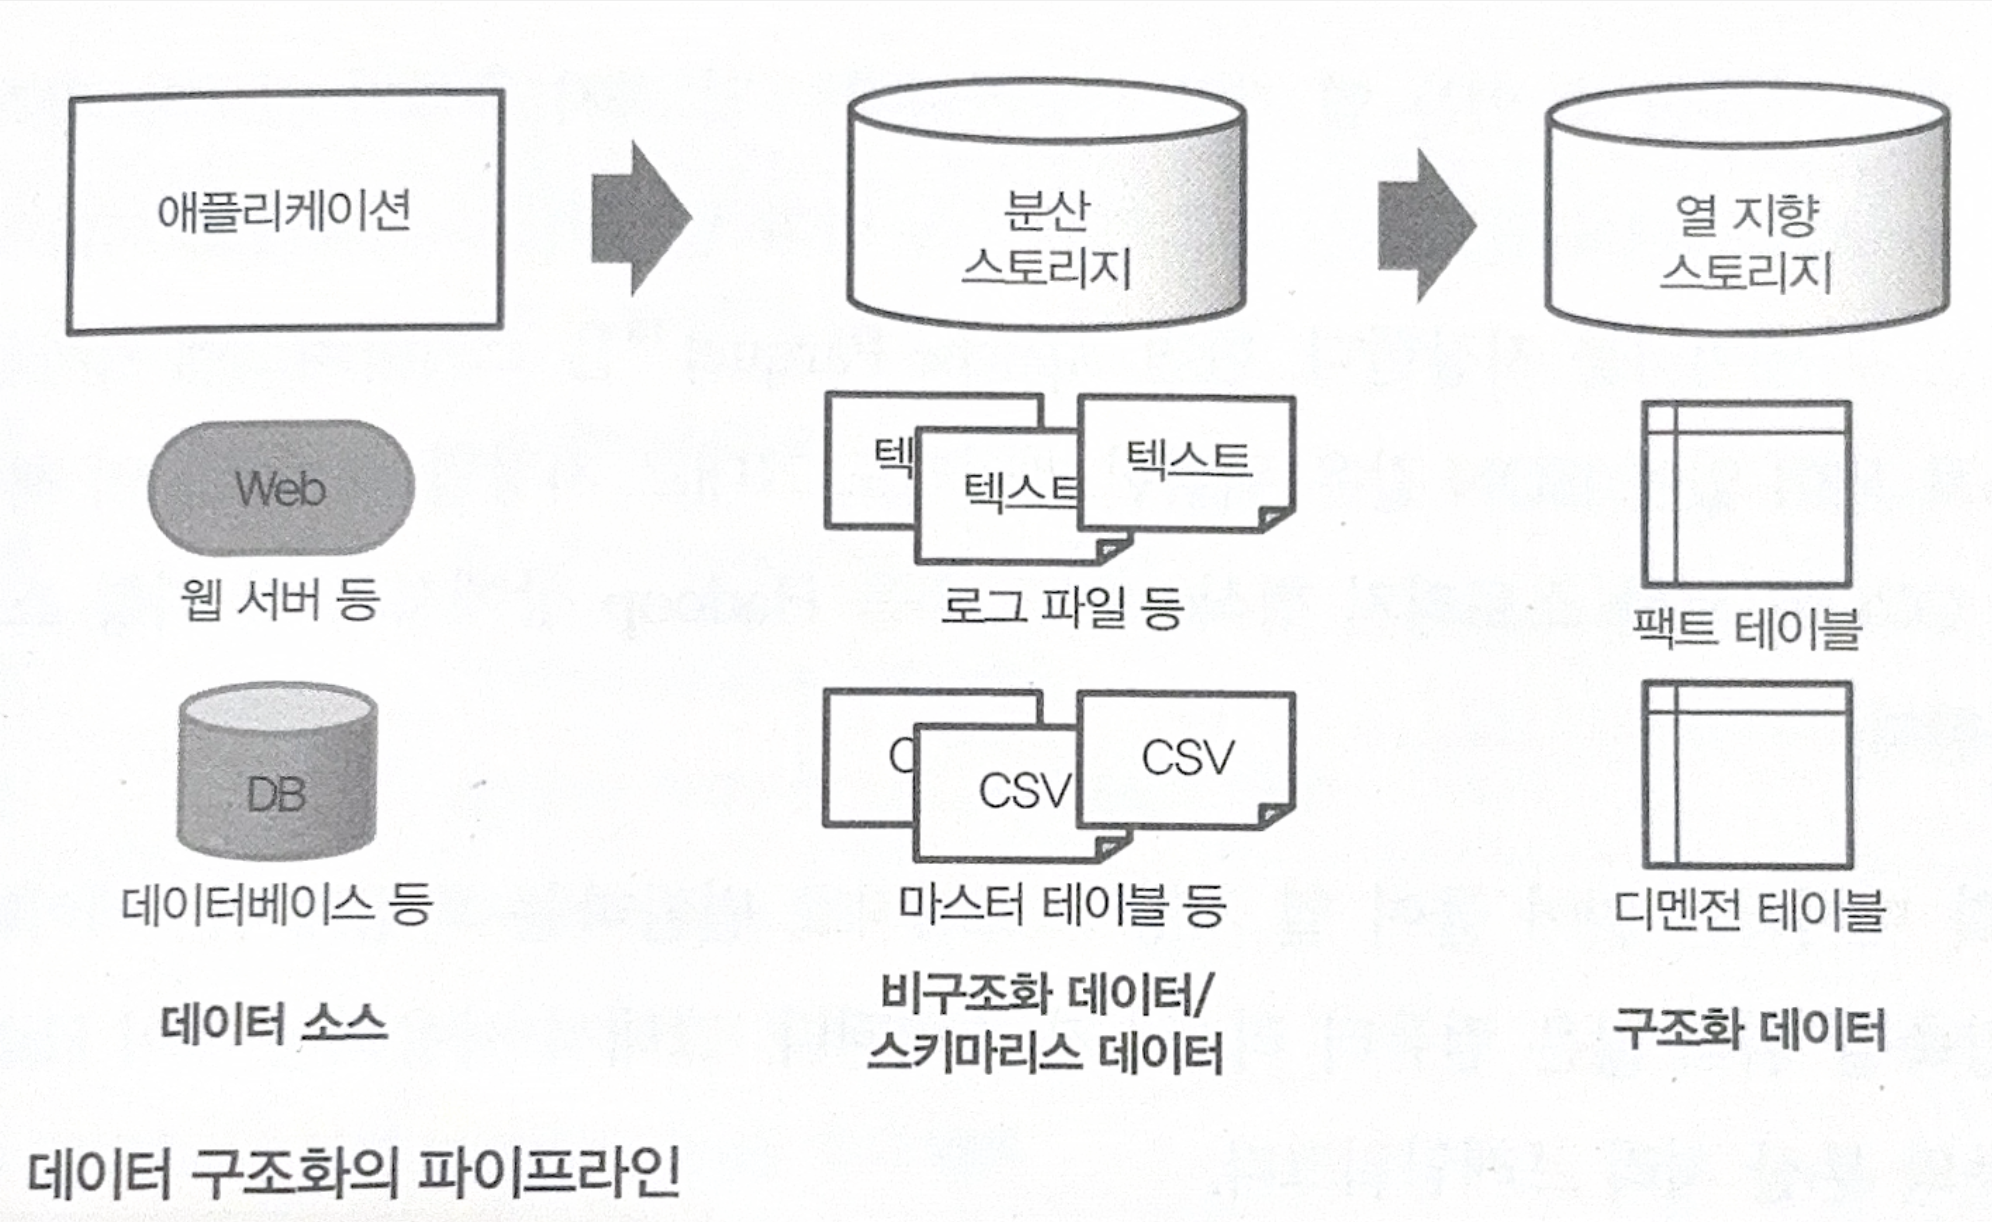 애플리케이션
분산
스토리지
열 지향
스토리지
Web
웹 서버 등
텍
텍스트
텍스트
로그 파일 등
팩트 테이블
DB
데이터베이스 등
C
CSV
CSV
마스터 테이블 등
디멘전 테이블
데이터 소스
비구조화 데이터/
스키마리스 데이터
구조화 데이터
데이터 구조화의 파이프라인